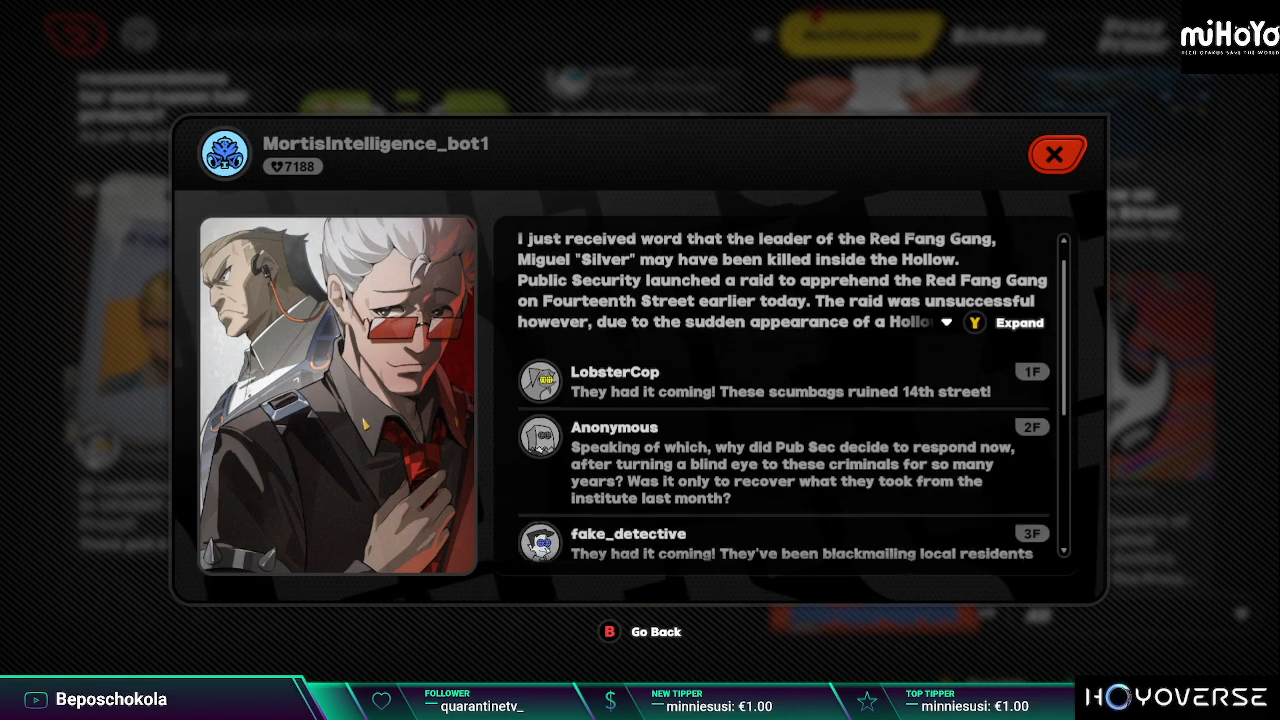 miHoYo
TECH OTAKUS SAVE THE WORLD
MortisIntelligence_bot1
7188
I just received word that the leader of the Red Fang Gang,
Miguel "Silver" may have been killed inside the Hollow.
Public Security launched a raid to apprehend the Red Fang Gang
on Fourteenth Street earlier today. The raid was unsuccessful
however, due to the sudden appearance of a Hollo
Y Expand
LobsterCop
1F
They had it coming! These scumbags ruined 14th street!
Anonymous
2F
Speaking of which, why did Pub Sec decide to respond now,
after turning a blind eye to these criminals for so many
years? Was it only to recover what they took from the
institute last month?
fake_detective
3F
They had it coming! They've been blackmailing local residents
B Go Back
Beposchokola
FOLLOWER
quarantinetv_
NEW TIPPER
minniesusi: €1.00
TOP TIPPER
minniesusi: €1.00
HOYOVERSE